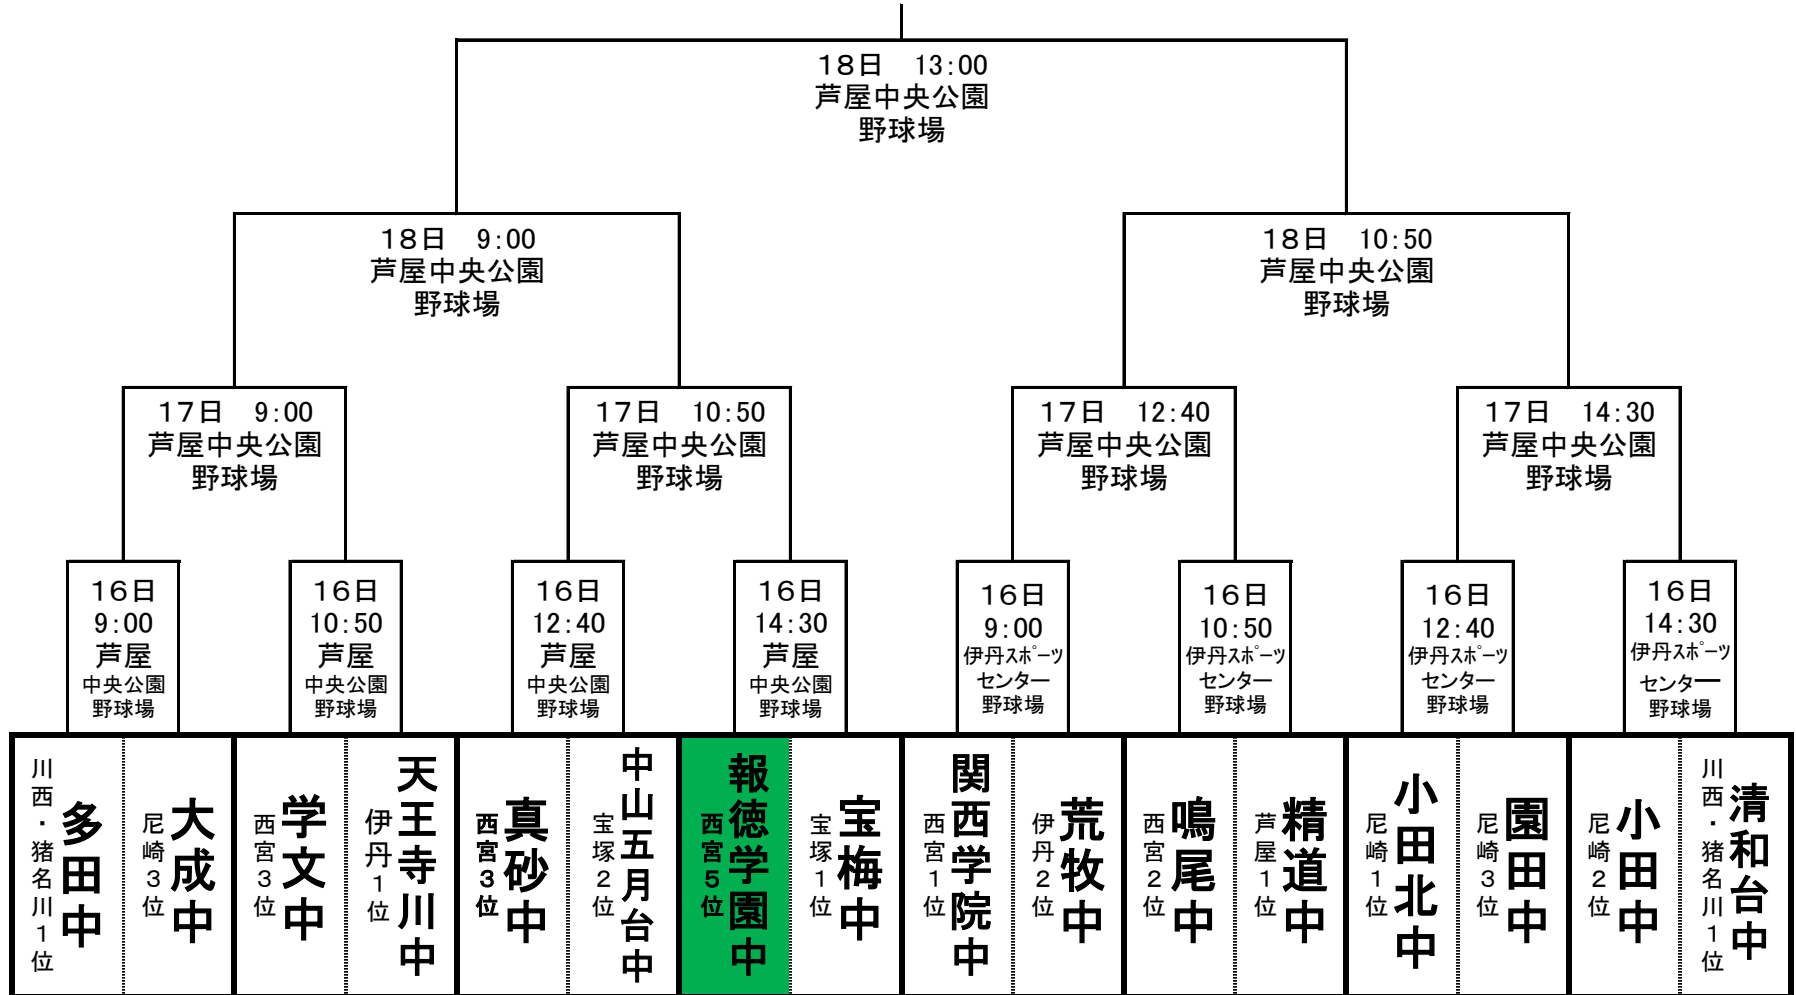 18日　13:00
芦屋中央公園
野球場
18日　9:00
芦屋中央公園
野球場
18日　10:50
芦屋中央公園
野球場
17日　9:00
芦屋中央公園
野球場
17日　10:50
芦屋中央公園
野球場
17日　12:40
芦屋中央公園
野球場
17日　14:30
芦屋中央公園
野球場
16日
9:00
芦屋
中央公園
野球場
16日
10:50
芦屋
中央公園
野球場
16日
12:40
芦屋
中央公園
野球場
16日
14:30
芦屋
中央公園
野球場
16日
9:00
伊丹ｽﾎﾟｰﾂ
センター
野球場
16日
10:50
伊丹ｽﾎﾟｰﾂ
センター
野球場
16日
12:40
伊丹ｽﾎﾟｰﾂ
センター
野球場
16日
14:30
伊丹ｽﾎﾟｰﾂ
センター
野球場
多田中
川西・猪名川１位
大成中
尼崎３位
学文中
西宮３位
天王寺川中
伊丹１位
真砂中
西宮３位
中山五月台中
宝塚２位
報徳学園中
西宮５位
宝梅中
宝塚１位
関西学院中
西宮１位
荒牧中
伊丹２位
鳴尾中
西宮２位
精道中
芦屋１位
小田北中
尼崎１位
園田中
尼崎３位
小田中
尼崎２位
清和台中
川西・猪名川１位